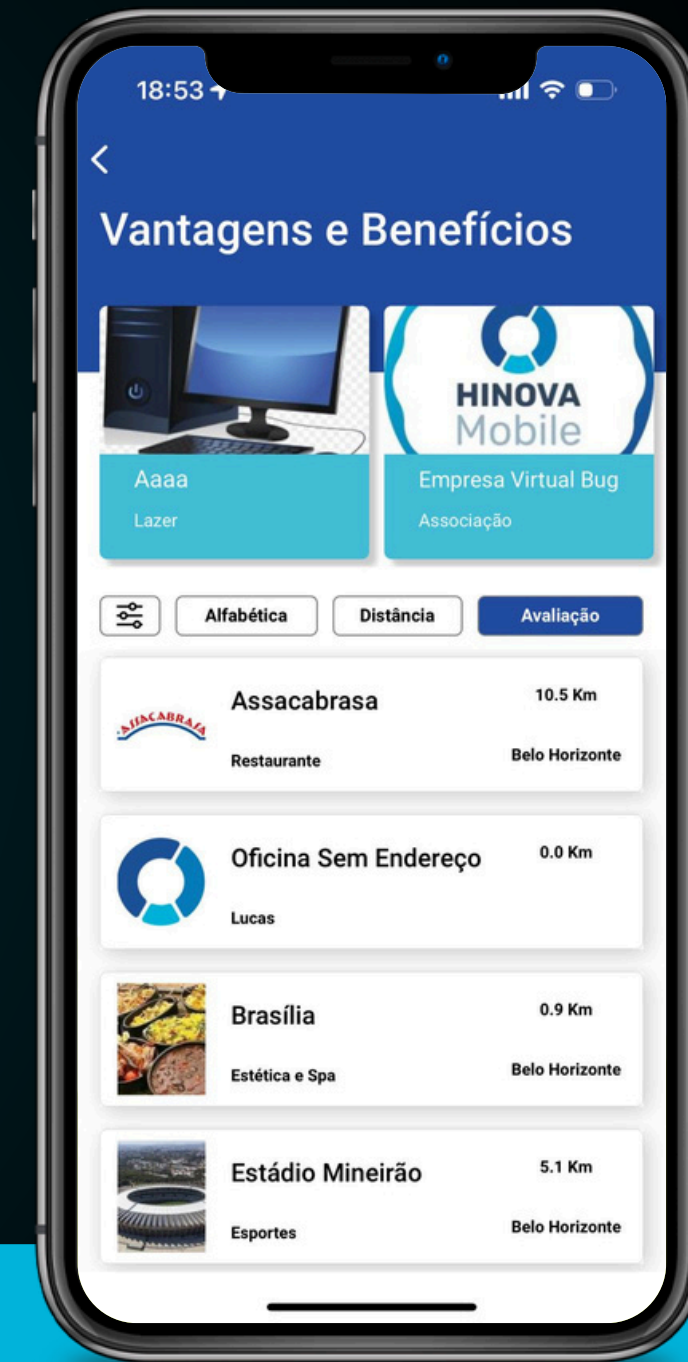 18:53
Vantagens e Benefícios
HINOVA
Mobile
Aaaa
Lazer
Empresa Virtual Bug
Associação
Alfabética
Distância
Avaliação
ASSACABRASA
Assacabrasa
10.5 Km
Restaurante
Belo Horizonte
Oficina Sem Endereço
0.0 Km
Lucas
Brasília
0.9 Km
Estética e Spa
Belo Horizonte
Estádio Mineirão
5.1 Km
Esportes
Belo Horizonte